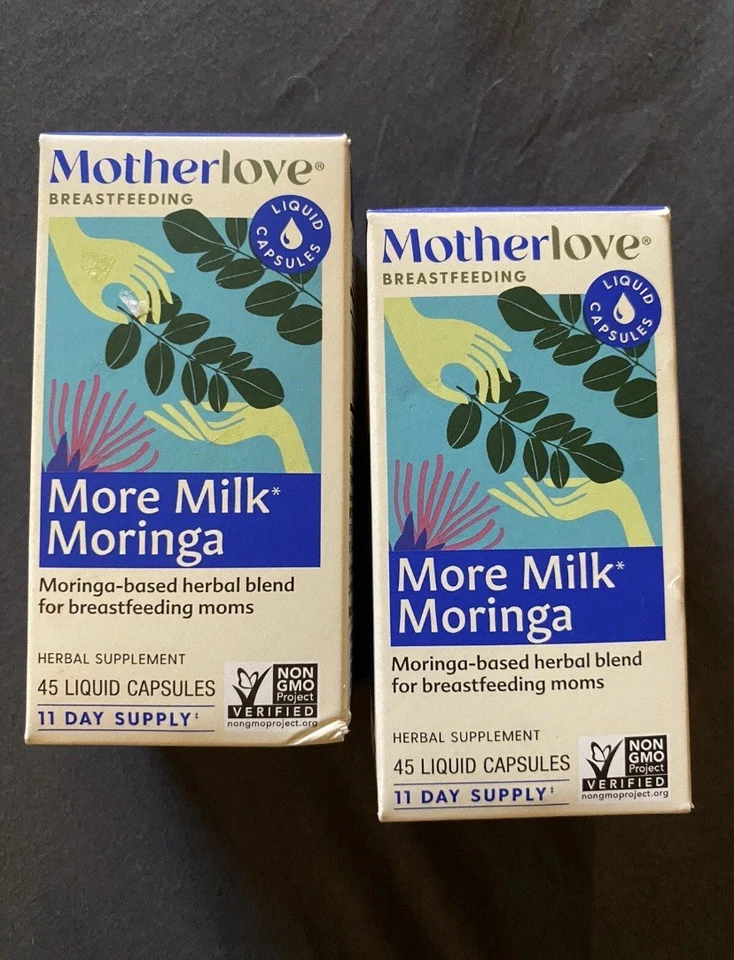 Motherlove®
BREASTFEEDING
LIQUID
CAPSULES
More Milk*
Moringa
Moringa-based herbal blend
for breastfeeding moms
HERBAL SUPPLEMENT
45 LIQUID CAPSULES
11 DAY SUPPLY‡
NON
GMO
Project
VERIFIED
nongmoproject.org
Motherlove®
BREASTFEEDING
LIQUID
CAPSULES
More Milk*
Moringa
Moringa-based herbal blend
for breastfeeding moms
HERBAL SUPPLEMENT
45 LIQUID CAPSULES
11 DAY SUPPLY‡
NON
GMO
Project
VERIFIED
nongmoproject.org